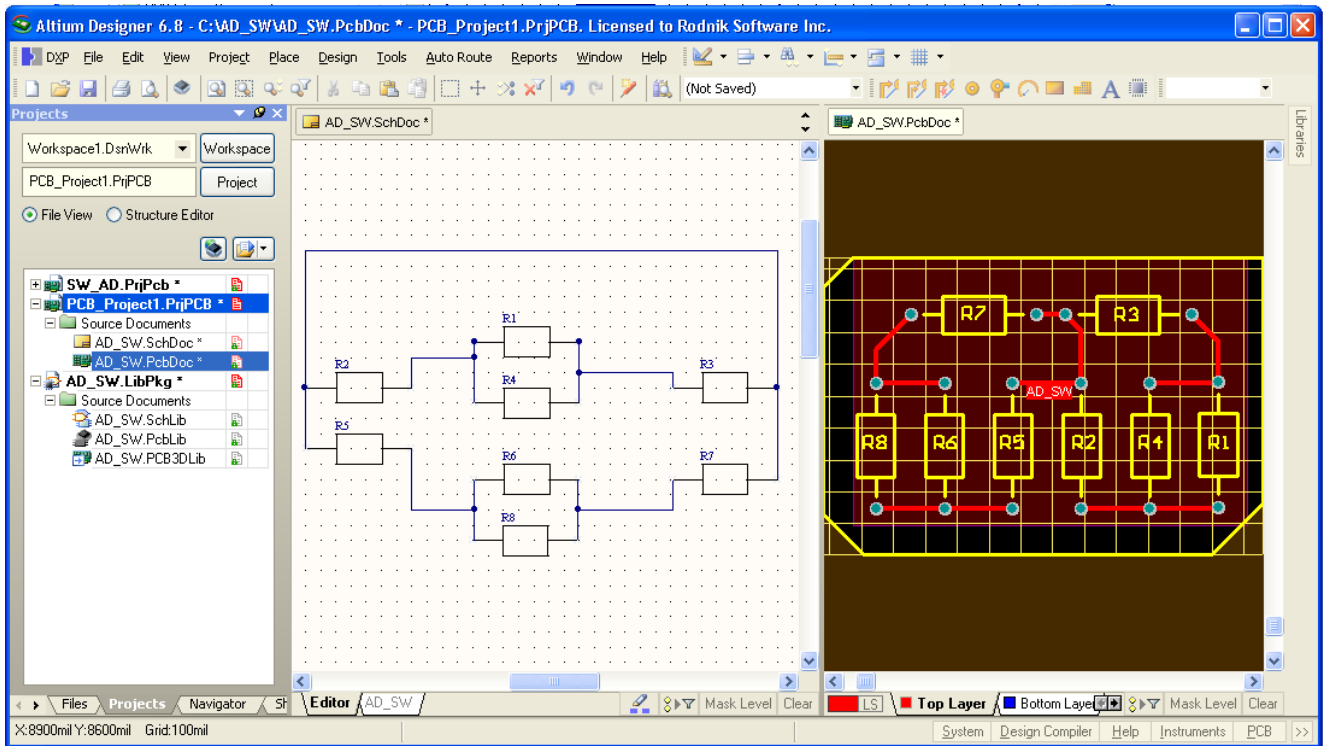 Altium Designer 6.8 - C:\AD_SW\AD_SW.PcbDoc * - PCB_Project1.PrjPCB. Licensed to Rodnik Software Inc.
DXP File Edit View Project Place Design Tools Auto Route Reports Window Help
(Not Saved)
A
Projects
Workspace1.DsnWrk Workspace
PCB_Project1.PrjPCB Project
File View Structure Editor
SW_AD.PrjPcb *
PCB_Project1.PrjPCB *
Source Documents
AD_SW.SchDoc *
AD_SW.PcbDoc *
AD_SW.LibPkg *
Source Documents
AD_SW.SchLib
AD_SW.PcbLib
AD_SW.PCB3DLib
Files Projects Navigator Sh
AD_SW.SchDoc *
R1
R2
R3
R4
R5
R6
R7
R8
Editor AD_SW Mask Level Clear
AD_SW.PcbDoc *
Libraries
R7 R3
AD_SW
R8 R6 R5 R2 R4 R1
LS Top Layer Bottom Layer Mask Level Clear
X:8900mil Y:8600mil Grid:100mil
System Design Compiler Help Instruments PCB >>